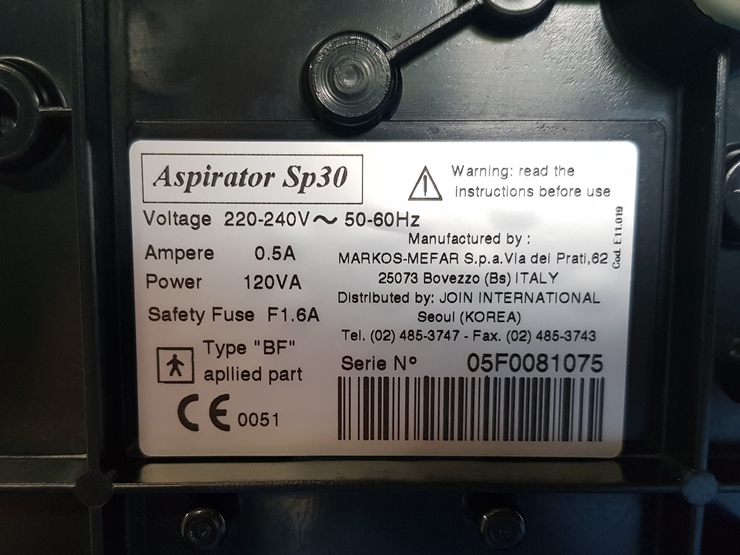 Aspirator Sp30
Warning: read the
instructions before use
Voltage 220-240V～ 50-60Hz
Ampere 0.5A
Power 120VA
Safety Fuse F1.6A
Type "BF"
apllied part
CE 0051
Manufactured by :
MARKOS-MEFAR S.p.a.Via dei Prati,62
25073 Bovezzo (Bs) ITALY
Distributed by: JOIN INTERNATIONAL
Seoul (KOREA)
Tel. (02) 485-3747 - Fax. (02) 485-3743
Serie N° 05F0081075
Cod. E11.019